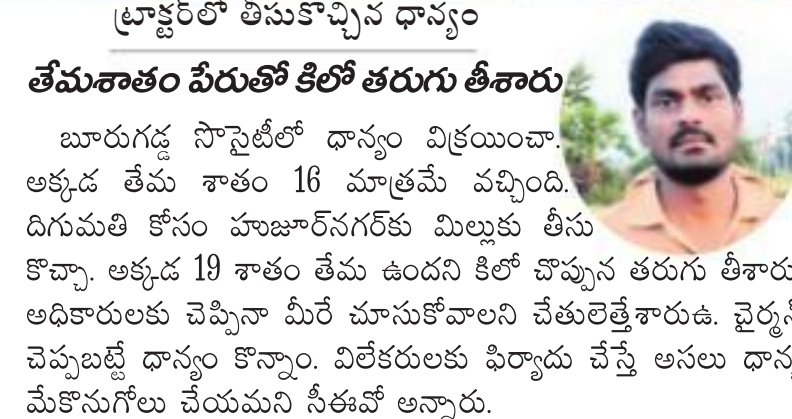 ట్రాక్టర్‌లో తీసుకొచ్చిన ధాన్యం
తేమశాతం పేరుతో కిలో తరుగు తీశారు
బూరుగడ్డ సొసైటీలో ధాన్యం విక్రయించా.
అక్కడ తేమ శాతం 16 మాత్రమే వచ్చింది.
దిగుమతి కోసం హుజూర్‌నగర్‌కు మిల్లుకు తీసు
కొచ్చా. అక్కడ 19 శాతం తేమ ఉందని కిలో చొప్పున తరుగు తీశారు
అధికారులకు చెప్పినా మీరే చూసుకోవాలని చేతులెత్తేశారుఉ. చైర్మన్
చెప్పబట్టే ధాన్యం కొన్నాం. విలేకరులకు ఫిర్యాదు చేస్తే అసలు ధాన్య
మేకొనుగోలు చేయమని సీఈవో అన్నారు.